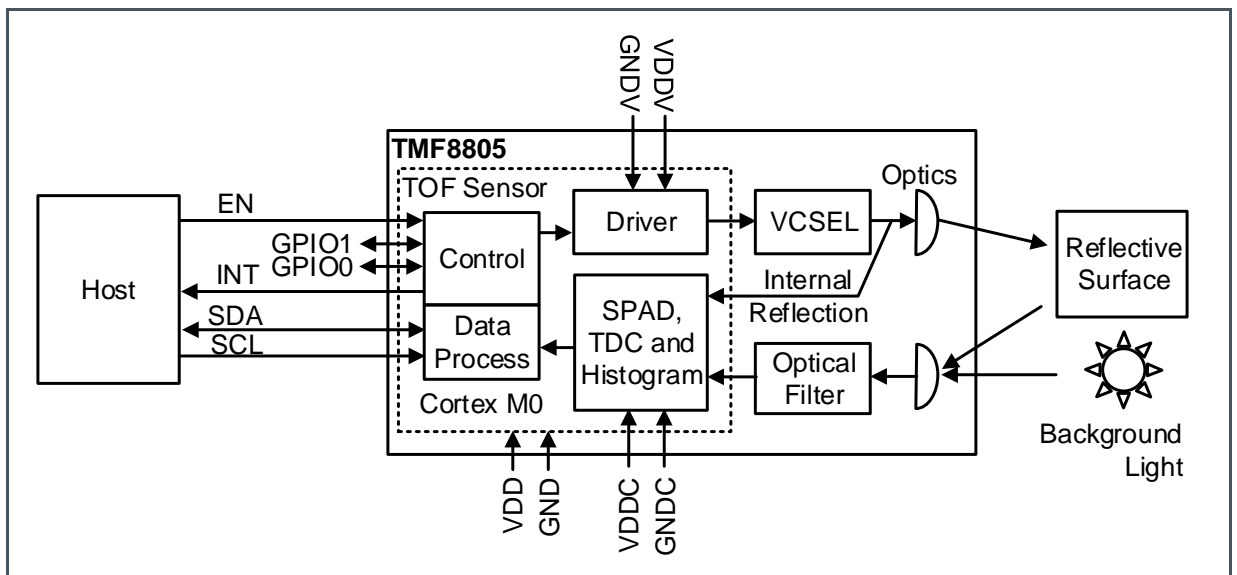 GNDV
VDDV
TMF8805
TOF Sensor
Optics
EN
GPIO1
GPIO0
INT
SDA
SCL
Host
Control
Data
Process
Cortex M0
Driver
VCSEL
Internal
Reflection
SPAD,
TDC and
Histogram
Optical
Filter
Reflective
Surface
Background
Light
VDD
GND
VDDC
GNDC